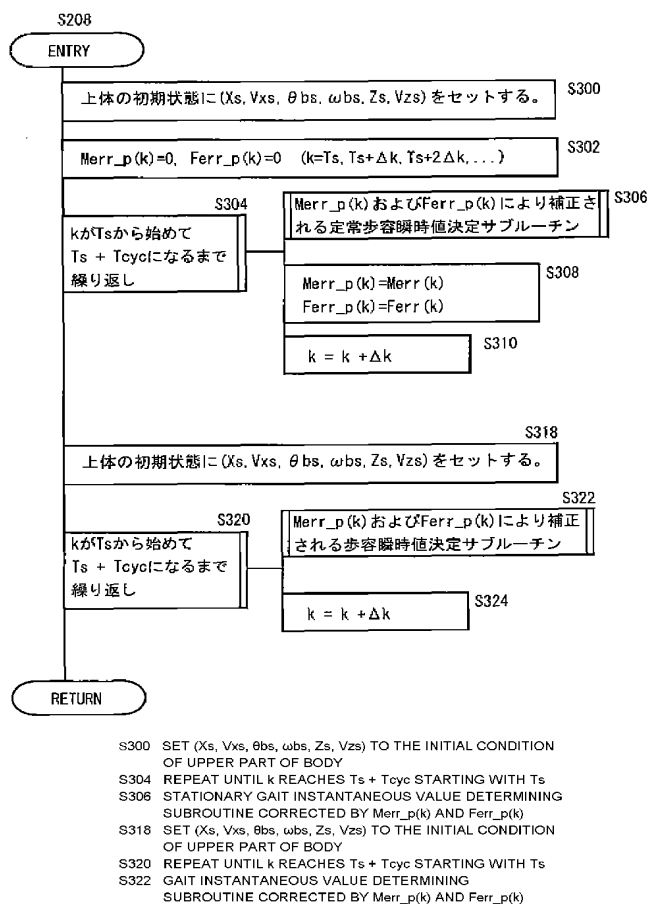 S208
ENTRY
上体の初期状態に(Xs, Vxs, θbs, ωbs, Zs, Vzs)をセットする。
S300
Merr_p(k)=0, Ferr_p(k)=0 (k=Ts, Ts+Δk, Ts+2Δk, ...)
S302
S304
kがTsから始めて
Ts + Tcycになるまで
繰り返し
S306
Merr_p(k)およびFerr_p(k)により補正さ
れる定常歩容瞬時値決定サブルーチン
S308
Merr_p(k)=Merr(k)
Ferr_p(k)=Ferr(k)
S310
k = k +Δk
S318
上体の初期状態に(Xs, Vxs, θbs, ωbs, Zs, Vzs)をセットする。
S320
kがTsから始めて
Ts + Tcycになるまで
繰り返し
S322
Merr_p(k)およびFerr_p(k)により補正
される歩容瞬時値決定サブルーチン
S324
k = k +Δk
RETURN
S300 SET (Xs, Vxs, θbs, ωbs, Zs, Vzs) TO THE INITIAL CONDITION
OF UPPER PART OF BODY
S304 REPEAT UNTIL k REACHES Ts + Tcyc STARTING WITH Ts
S306 STATIONARY GAIT INSTANTANEOUS VALUE DETERMINING
SUBROUTINE CORRECTED BY Merr_p(k) AND Ferr_p(k)
S318 SET (Xs, Vxs, θbs, ωbs, Zs, Vzs) TO THE INITIAL CONDITION
OF UPPER PART OF BODY
S320 REPEAT UNTIL k REACHES Ts + Tcyc STARTING WITH Ts
S322 GAIT INSTANTANEOUS VALUE DETERMINING
SUBROUTINE CORRECTED BY Merr_p(k) AND Ferr_p(k)